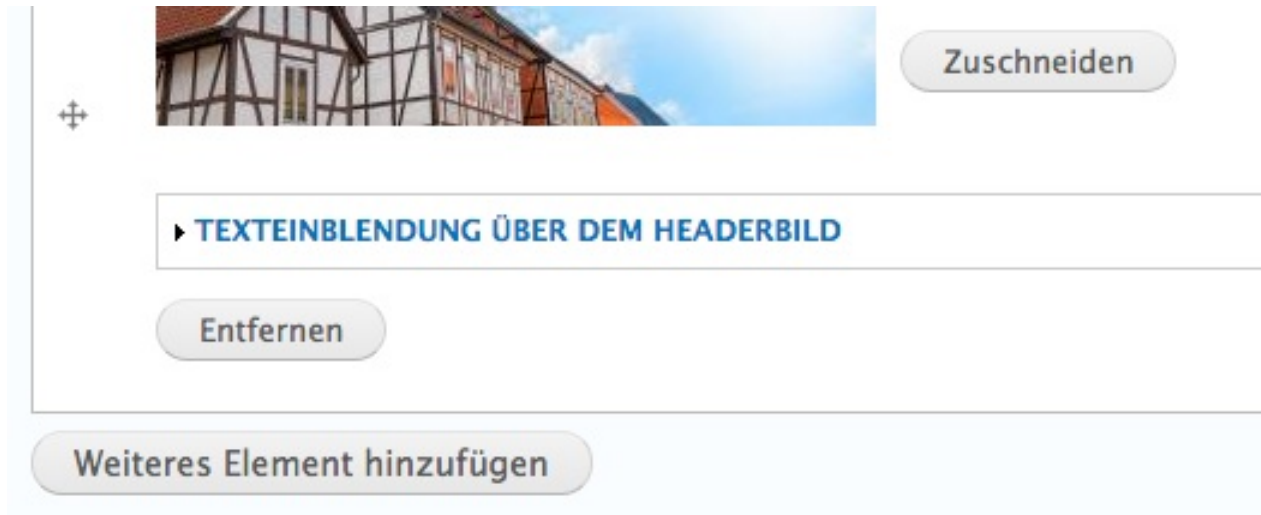 Zuschneiden
TEXTEINBLENDUNG ÜBER DEM HEADERBILD
Entfernen
Weiteres Element hinzufügen